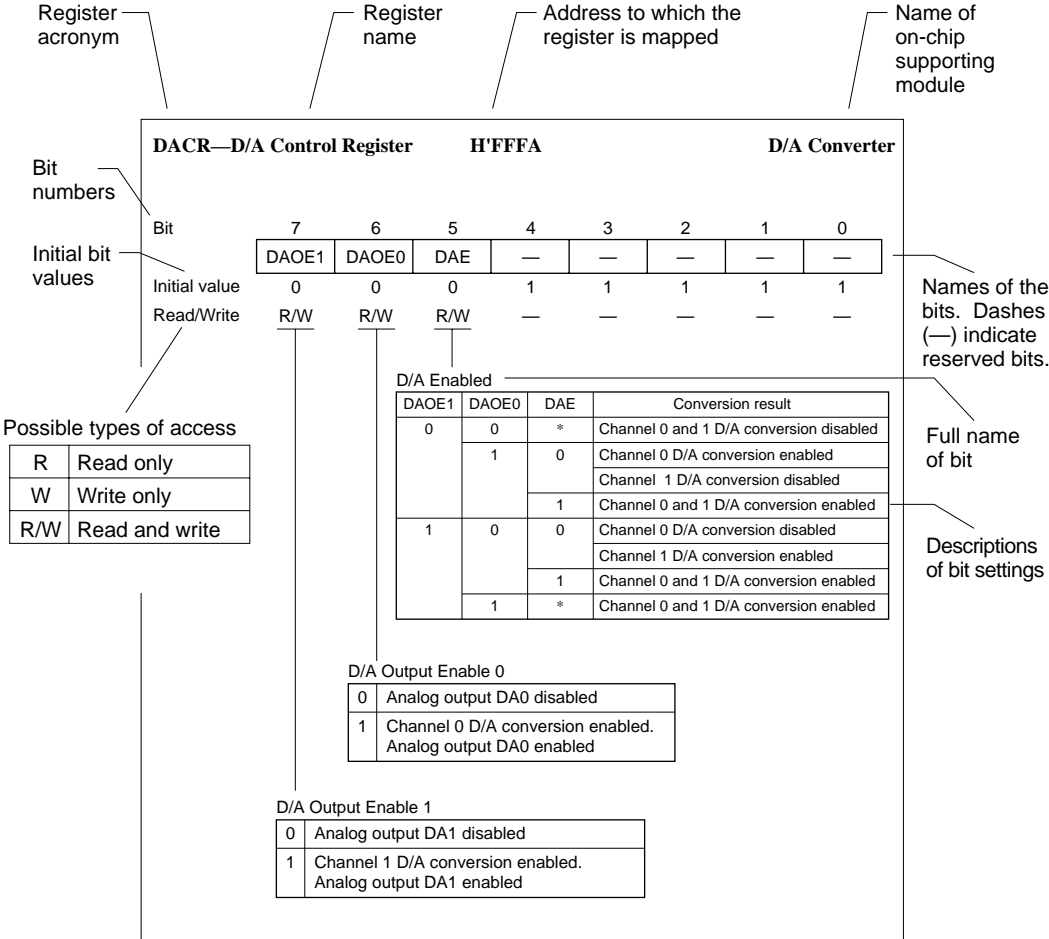 Register acronym
Register name
Address to which the register is mapped
Name of on-chip supporting module
DACR—D/A Control Register H'FFFA D/A Converter
Bit numbers
Bit 7 6 5 4 3 2 1 0
Initial bit values
DAOE1 DAOE0 DAE — — — — —
Initial value 0 0 0 1 1 1 1 1
Read/Write R/W R/W R/W — — — — —
Names of the bits. Dashes (—) indicate reserved bits.
Possible types of access
R Read only
W Write only
R/W Read and write
D/A Enabled
DAOE1 DAOE0 DAE Conversion result
0 0 * Channel 0 and 1 D/A conversion disabled
1 0 Channel 0 D/A conversion enabled
Channel 1 D/A conversion disabled
1 Channel 0 and 1 D/A conversion enabled
1 0 0 Channel 0 D/A conversion disabled
Channel 1 D/A conversion enabled
1 Channel 0 and 1 D/A conversion enabled
1 * Channel 0 and 1 D/A conversion enabled
Full name of bit
Descriptions of bit settings
D/A Output Enable 0
0 Analog output DA0 disabled
1 Channel 0 D/A conversion enabled.
Analog output DA0 enabled
D/A Output Enable 1
0 Analog output DA1 disabled
1 Channel 1 D/A conversion enabled.
Analog output DA1 enabled